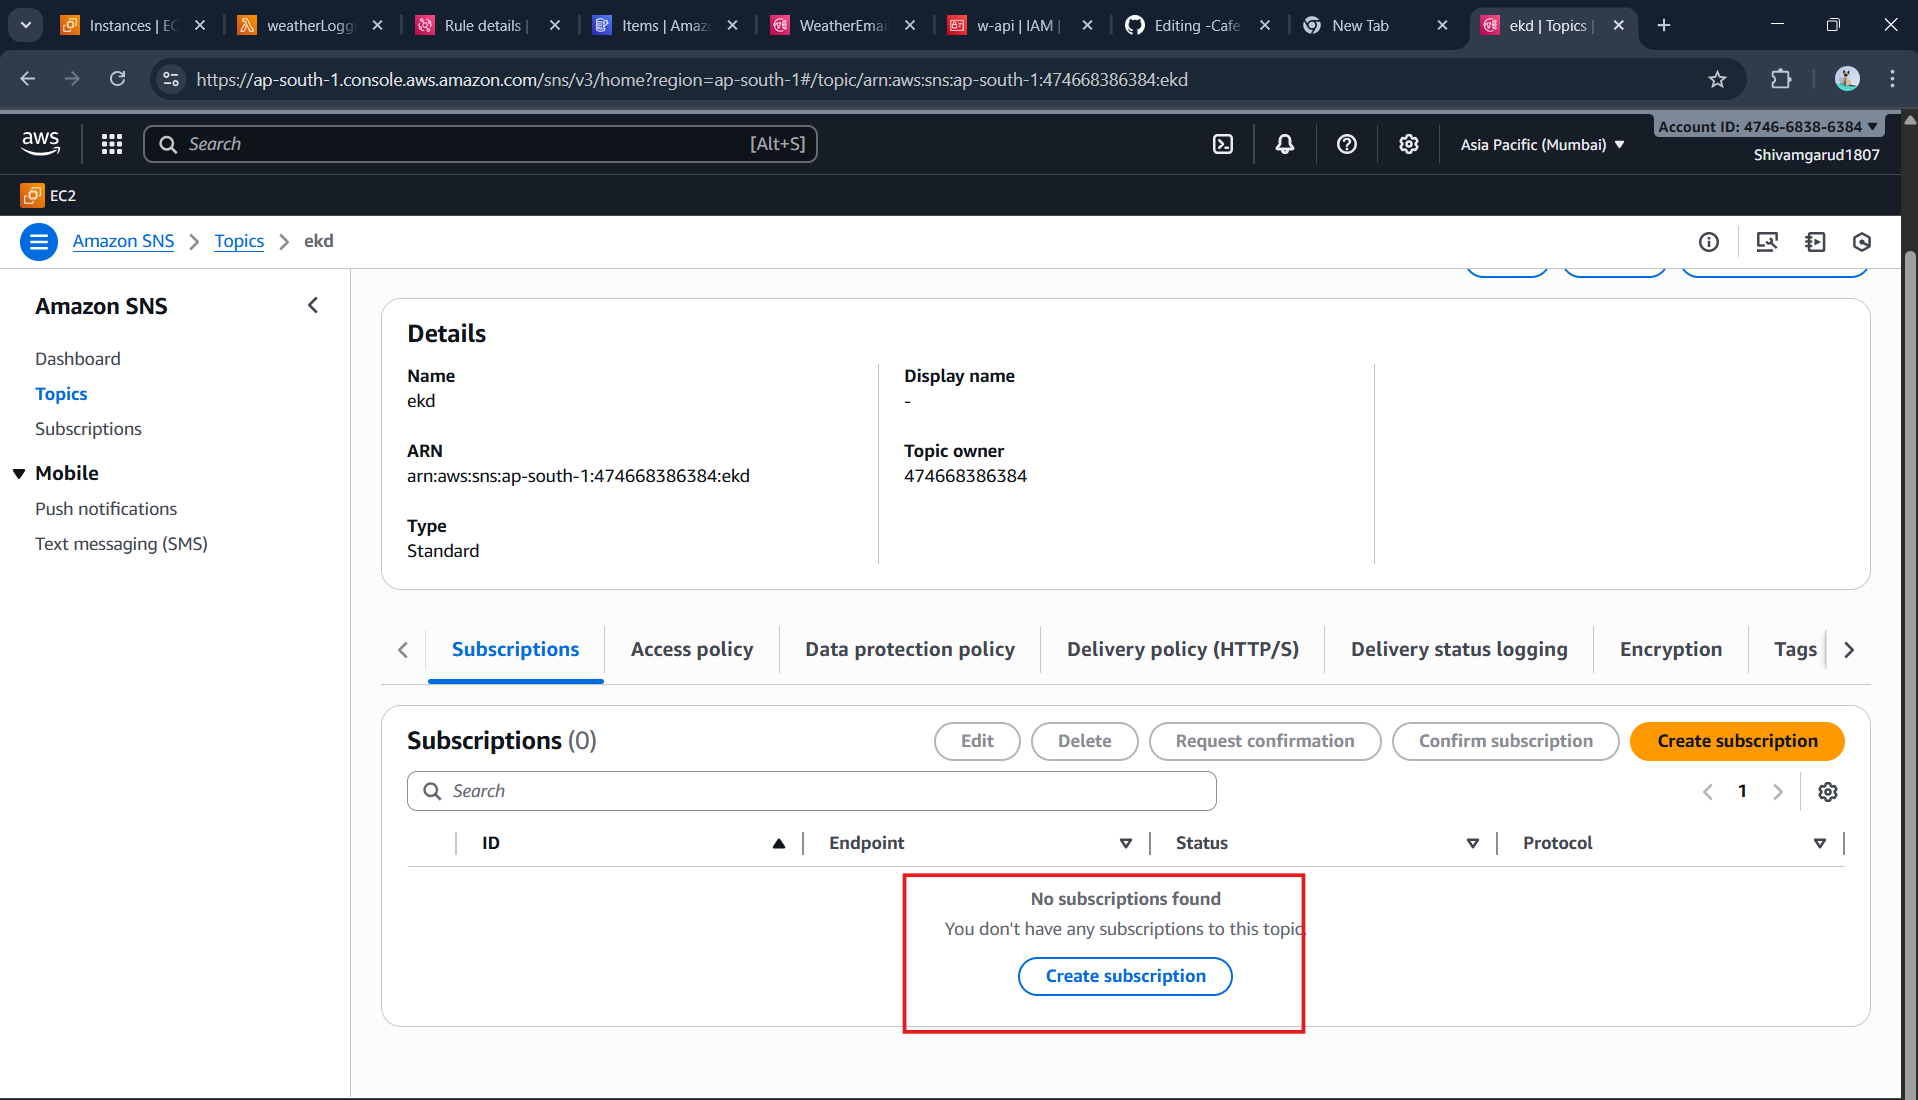 Instances | EC
weatherLogg
Rule details |
Items | Amaz
WeatherEmai
w-api | IAM |
Editing -Cafe
New Tab
ekd | Topics |
https://ap-south-1.console.aws.amazon.com/sns/v3/home?region=ap-south-1#/topic/arn:aws:sns:ap-south-1:474668386384:ekd
aws
Search
[Alt+S]
Asia Pacific (Mumbai)
Account ID: 4746-6838-6384
Shivamgarud1807
EC2
Amazon SNS
Topics
ekd
Amazon SNS
Dashboard
Topics
Subscriptions
Mobile
Push notifications
Text messaging (SMS)
Details
Name
ekd
ARN
arn:aws:sns:ap-south-1:474668386384:ekd
Type
Standard
Display name
-
Topic owner
474668386384
Subscriptions
Access policy
Data protection policy
Delivery policy (HTTP/S)
Delivery status logging
Encryption
Tags
Subscriptions (0)
Edit
Delete
Request confirmation
Confirm subscription
Create subscription
Search
1
ID
Endpoint
Status
Protocol
No subscriptions found
You don't have any subscriptions to this topic.
Create subscription